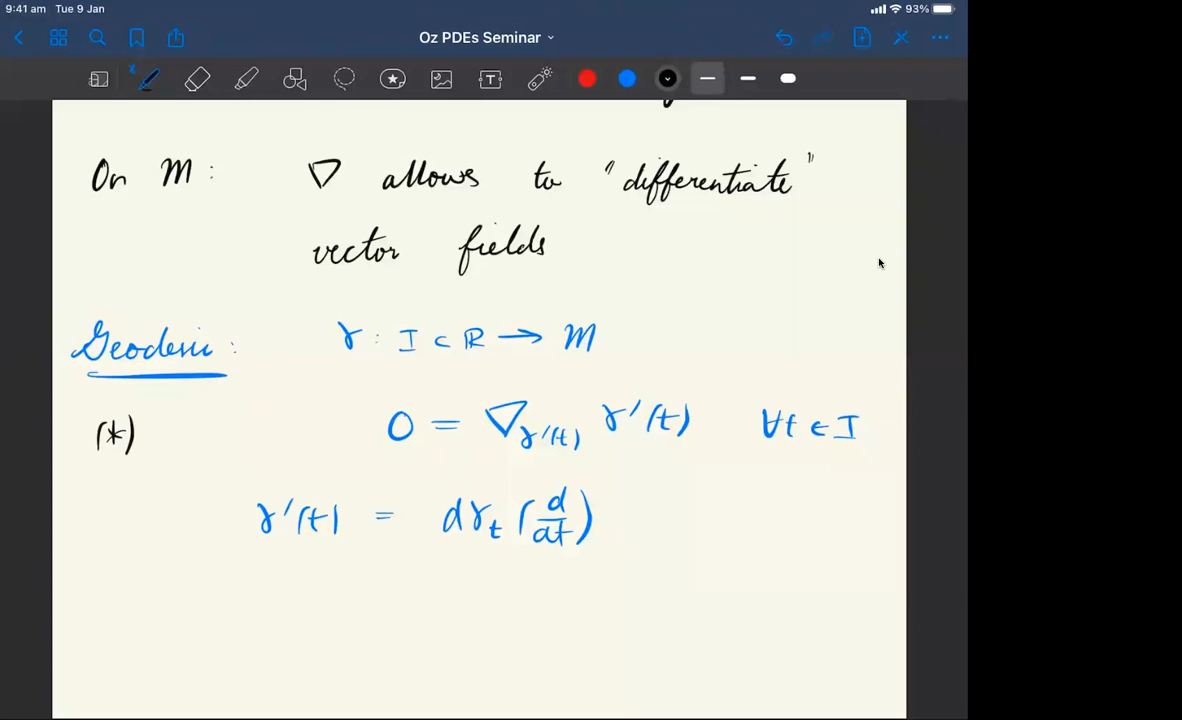 9:41 am Tue 9 Jan 93%
Oz PDEs Seminar
On M: ∇ allows to "differentiate"
vector fields
Geodesic: γ: I ⊂ ℝ → M
(*) 0 = ∇_{γ'(t)} γ'(t) ∀t ∈ I
γ'(t) = dγ_t (d/dt)